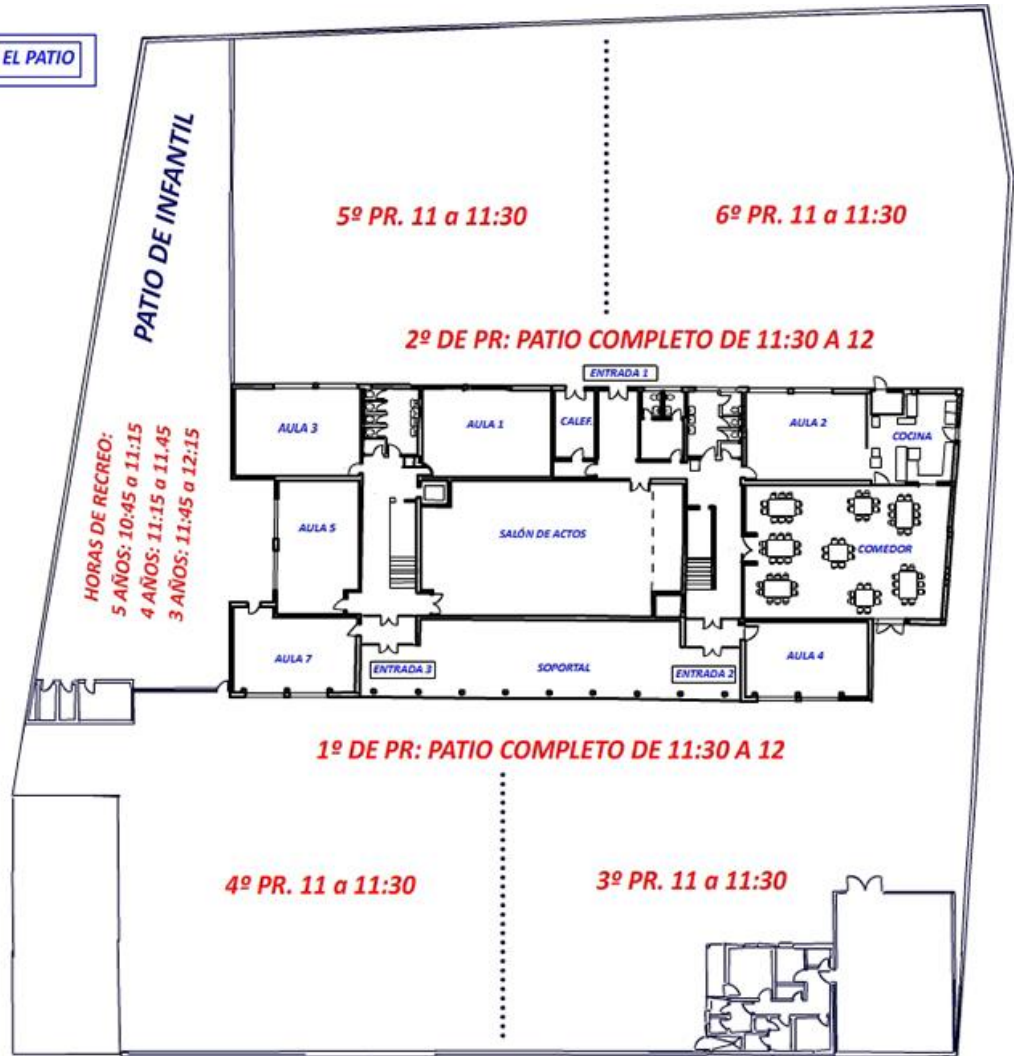 EL PATIO
PATIO DE INFANTIL
5º PR. 11 a 11:30
6º PR. 11 a 11:30
2º DE PR: PATIO COMPLETO DE 11:30 A 12
ENTRADA 1
AULA 3
AULA 1
CALEF.
AULA 2
COCINA
HORAS DE RECREO:
5 AÑOS: 10:45 a 11:15
4 AÑOS: 11:15 a 11.45
3 AÑOS: 11:45 a 12:15
AULA 5
SALÓN DE ACTOS
COMEDOR
AULA 7
ENTRADA 3
SOPORTAL
ENTRADA 2
AULA 4
1º DE PR: PATIO COMPLETO DE 11:30 A 12
4º PR. 11 a 11:30
3º PR. 11 a 11:30